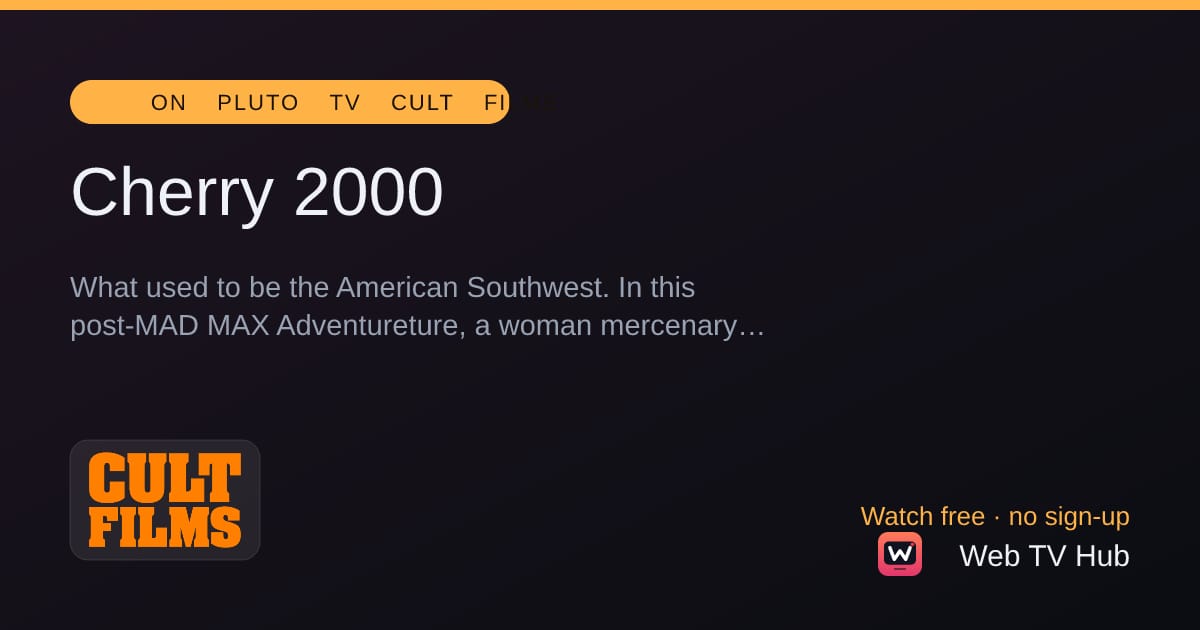 ON PLUTO TV CULT FILMS
Cherry 2000
What used to be the American Southwest. In this
post-MAD MAX Adventureture, a woman mercenary…
CULT
FILMS
Watch free · no sign-up
W
Web TV Hub